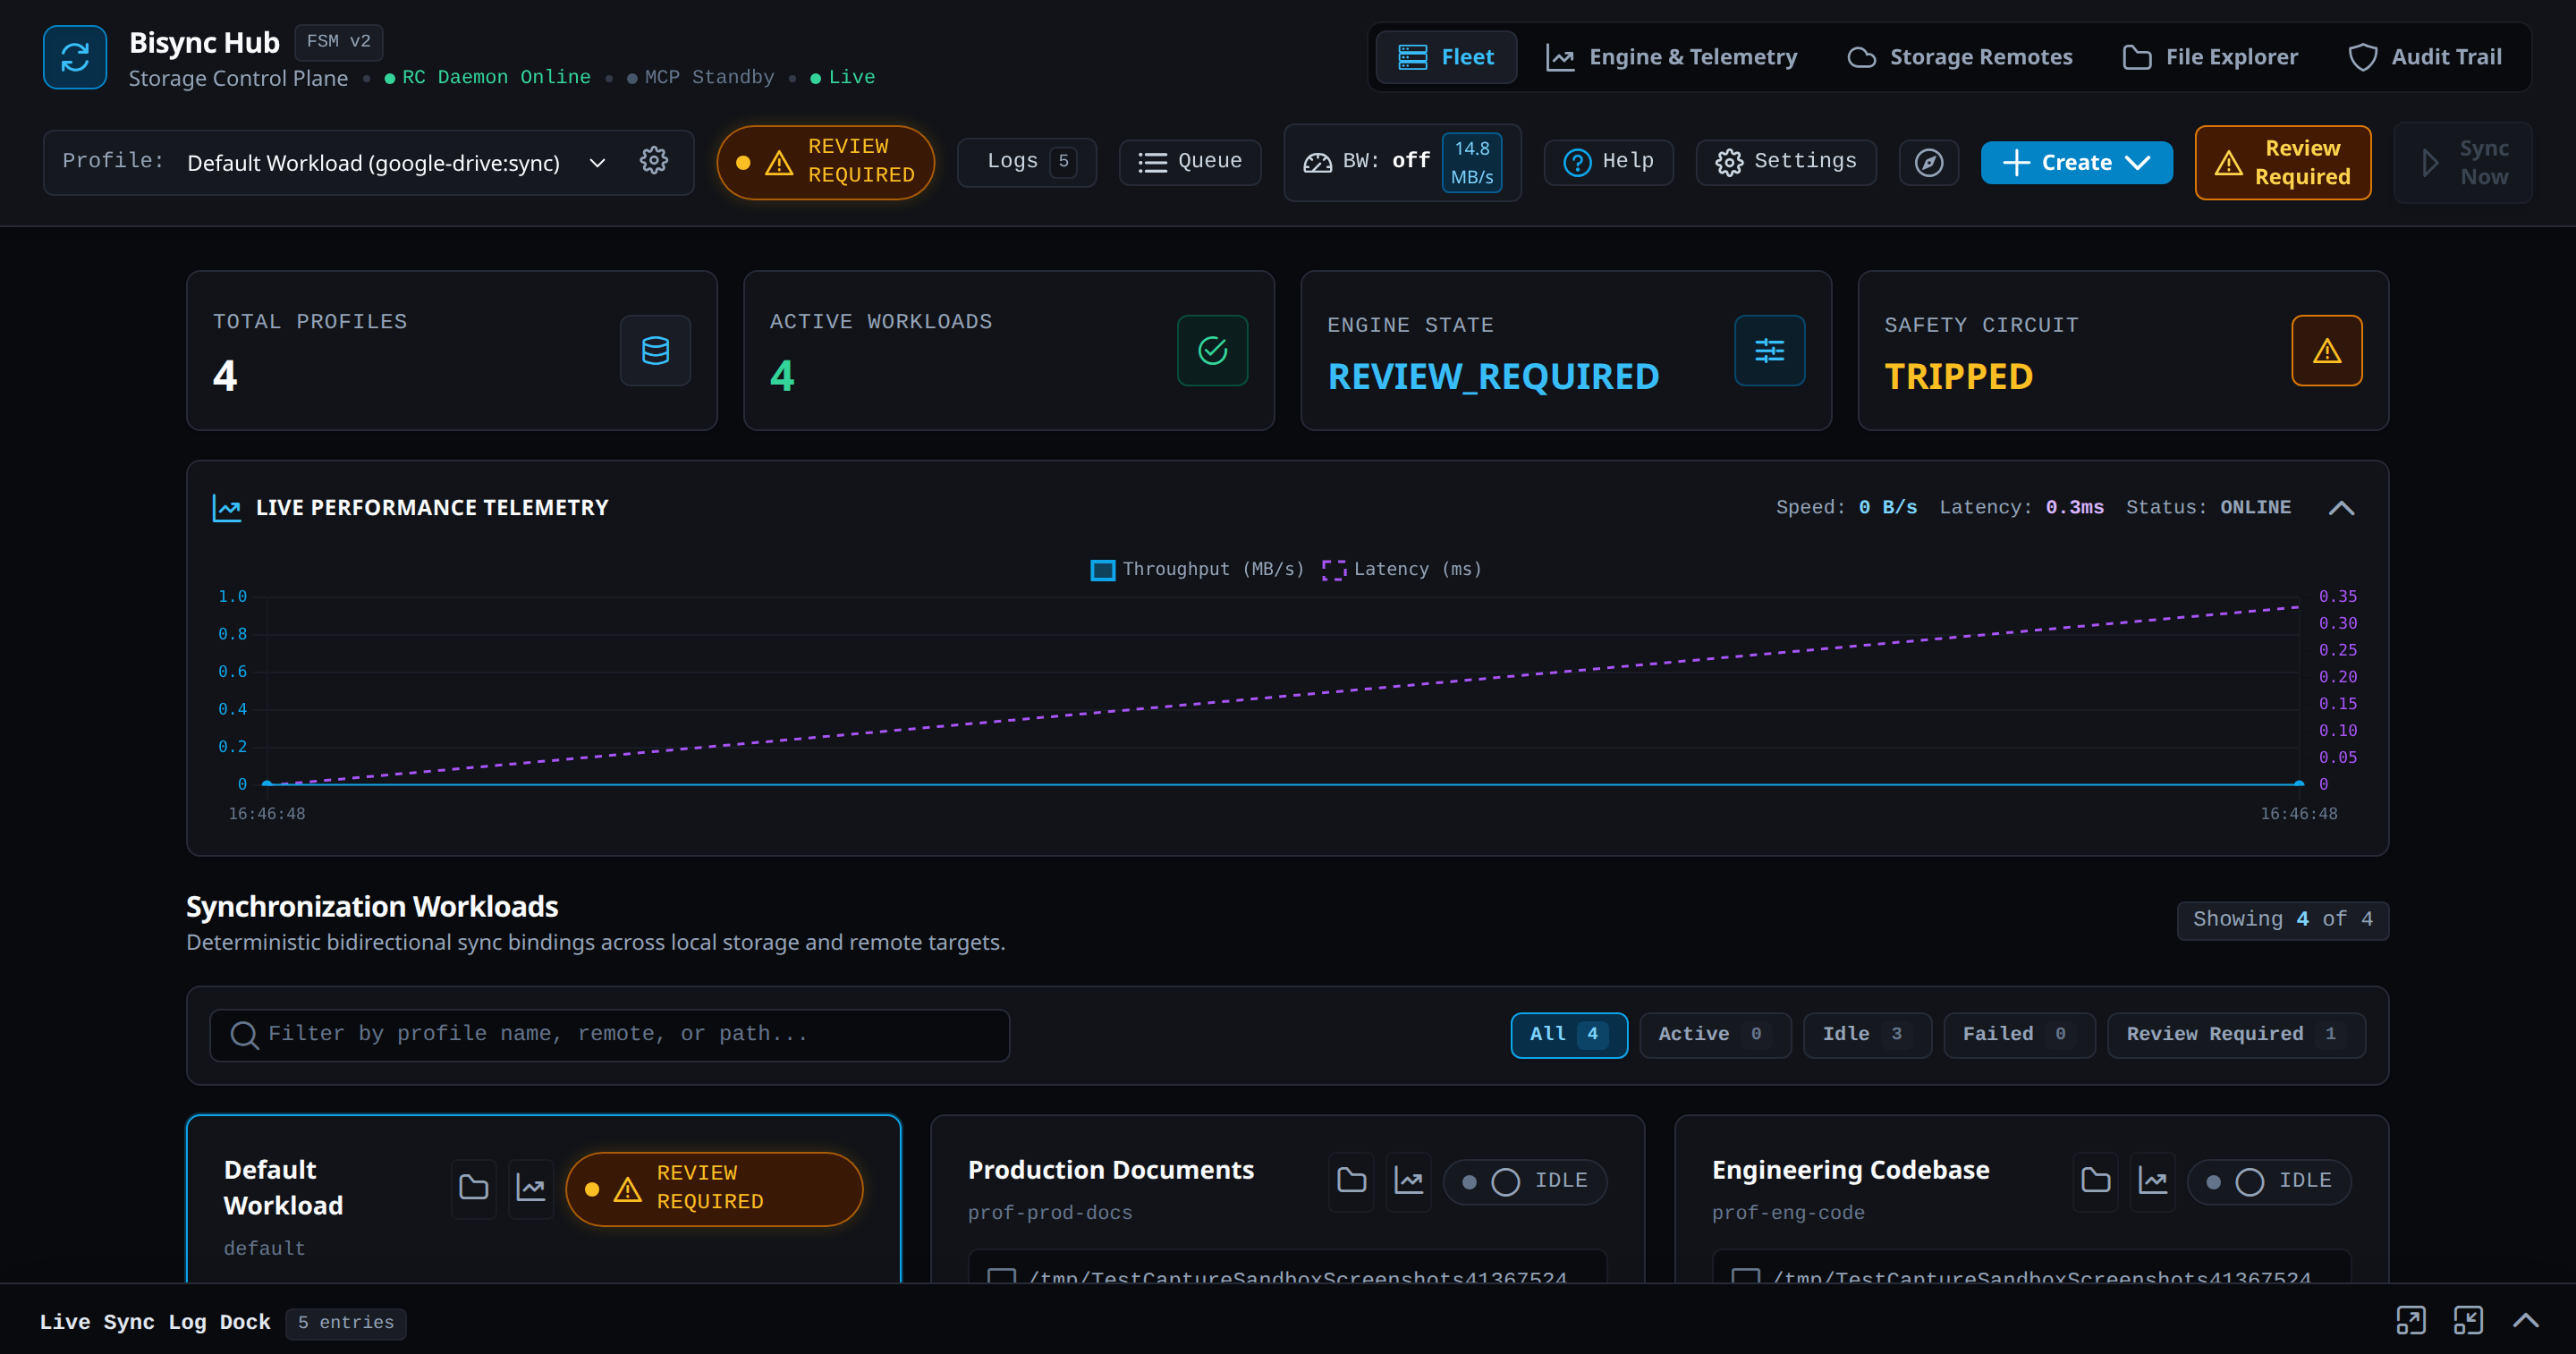 Bisync Hub FSM v2
Storage Control Plane • RC Daemon Online • MCP Standby • Live
Fleet Engine & Telemetry Storage Remotes File Explorer Audit Trail
Profile: Default Workload (google-drive:sync)
REVIEW
REQUIRED
Logs 5
Queue
BW: off 14.8
MB/s
Help
Settings
Create
Review
Required
Sync
Now
TOTAL PROFILES
4
ACTIVE WORKLOADS
4
ENGINE STATE
REVIEW_REQUIRED
SAFETY CIRCUIT
TRIPPED
LIVE PERFORMANCE TELEMETRY
Speed: 0 B/s Latency: 0.3ms Status: ONLINE
Throughput (MB/s) Latency (ms)
1.0
0.8
0.6
0.4
0.2
0
0.35
0.30
0.25
0.20
0.15
0.10
0.05
0
16:46:48
16:46:48
Synchronization Workloads
Deterministic bidirectional sync bindings across local storage and remote targets.
Showing 4 of 4
Filter by profile name, remote, or path...
All 4
Active 0
Idle 3
Failed 0
Review Required 1
Default
Workload
default
REVIEW
REQUIRED
Production Documents
prof-prod-docs
IDLE
/tmp/TestCaptureSandboxScreenshots41367524
Engineering Codebase
prof-eng-code
IDLE
/tmp/TestCaptureSandboxScreenshots41367524
Live Sync Log Dock 5 entries